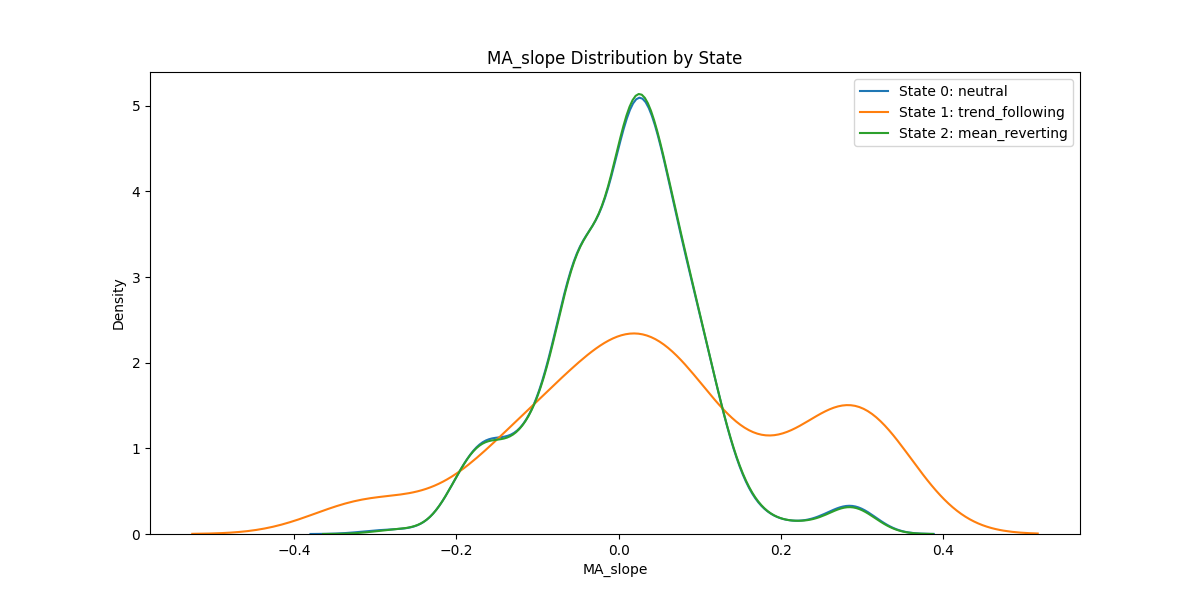 MA_slope Distribution by State
State 0: neutral
State 1: trend_following
State 2: mean_reverting
Density
5
4
3
2
1
0
−0.4 −0.2 0.0 0.2 0.4
MA_slope